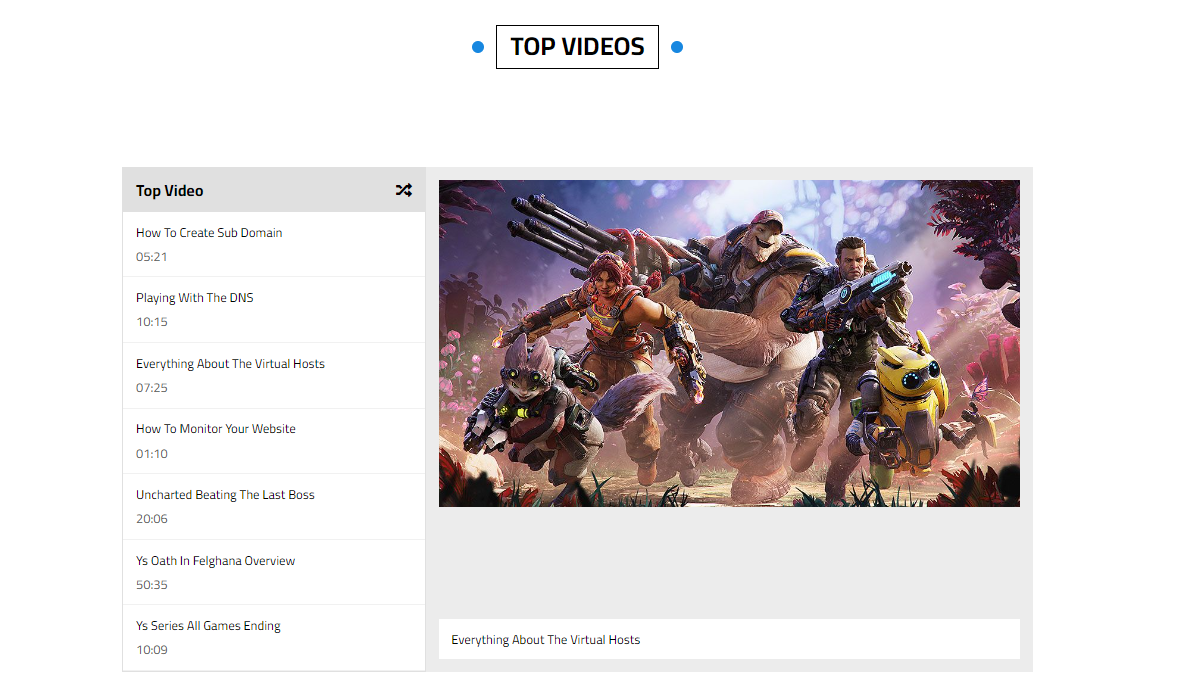 TOP VIDEOS
Top Video
How To Create Sub Domain
05:21
Playing With The DNS
10:15
Everything About The Virtual Hosts
07:25
How To Monitor Your Website
01:10
Uncharted Beating The Last Boss
20:06
Ys Oath In Felghana Overview
50:35
Ys Series All Games Ending
10:09
Everything About The Virtual Hosts